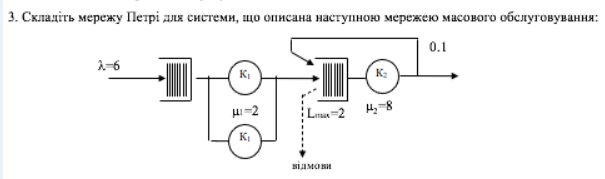 3. Складіть мережу Петрі для системи, що описана наступною мережею масового обслуговування:
0.1
λ=6
K₁
K₂
μ₁=2
Lmax=2
μ₂=8
K₁
відмови